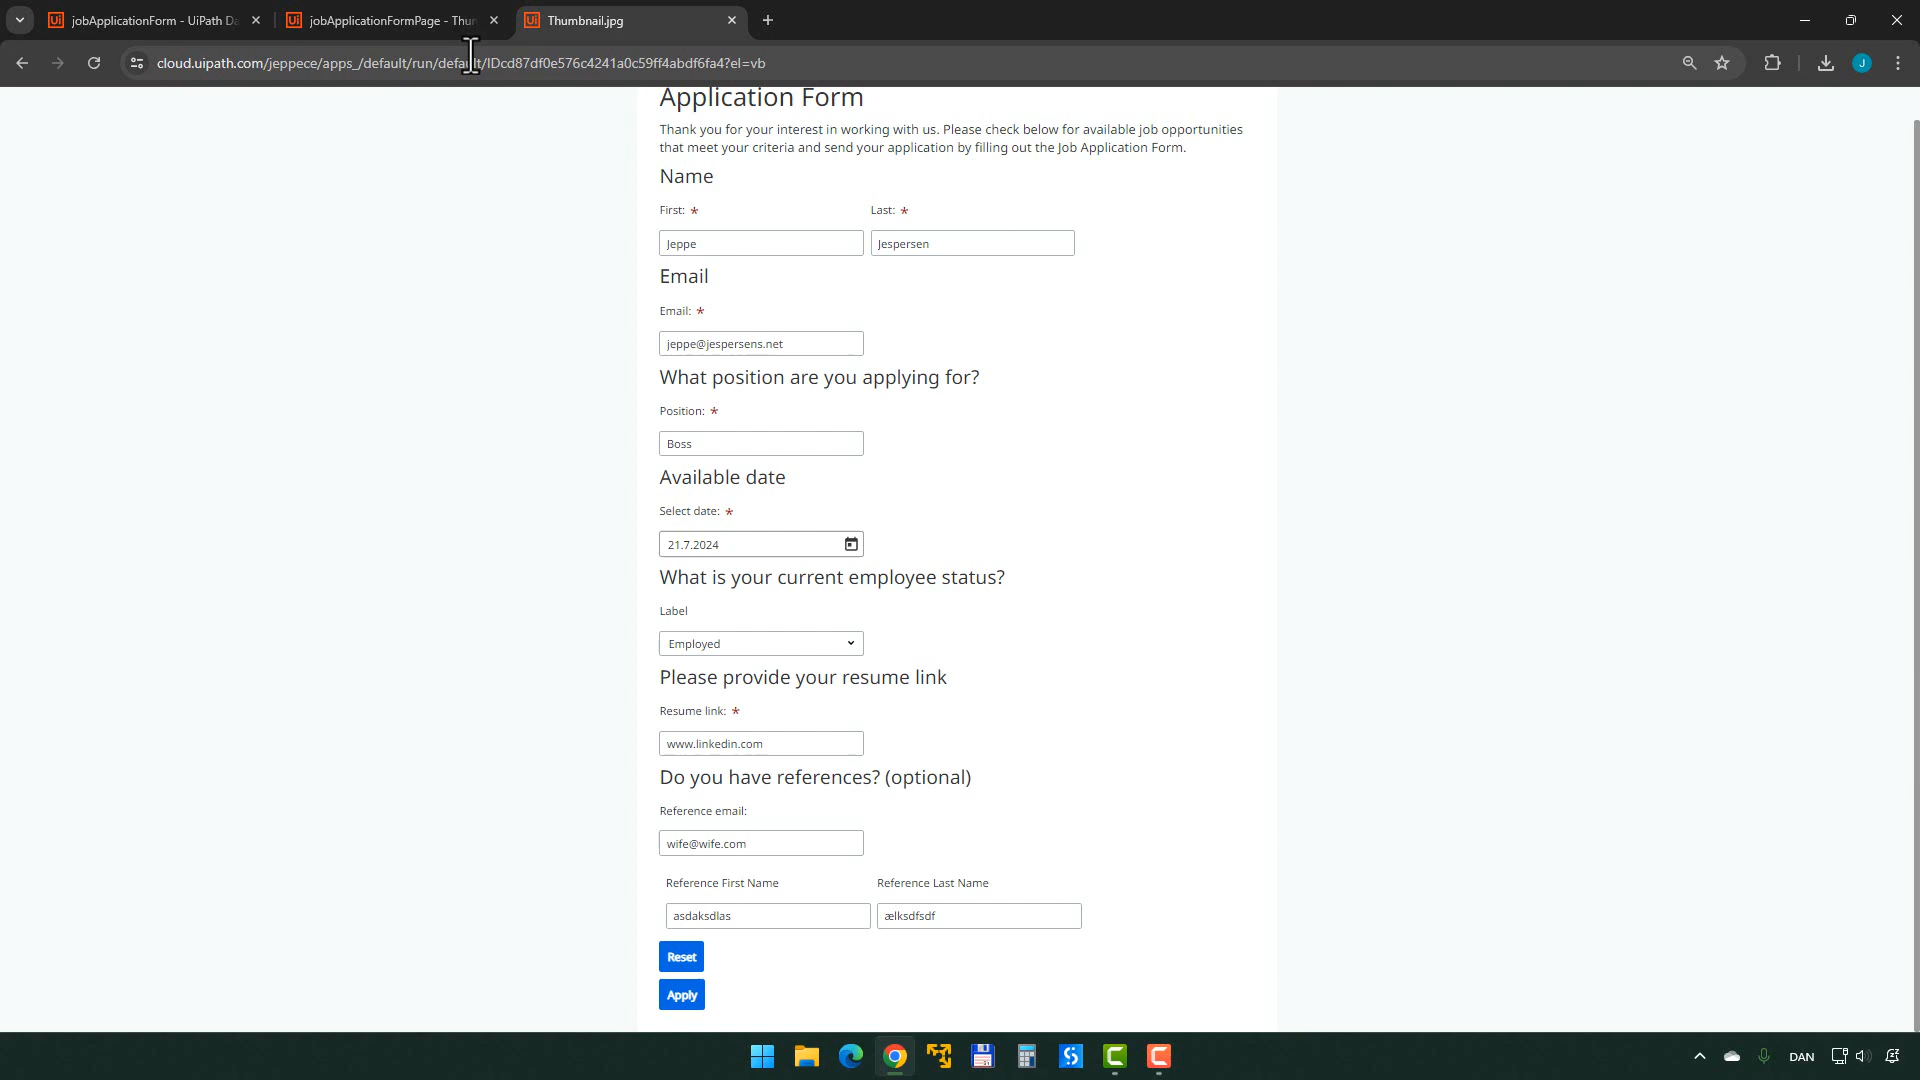 jobApplicationForm - UiPath Da
jobApplicationFormPage - Thun
Thumbnail.jpg
cloud.uipath.com/jeppece/apps_/default/run/default/IDcd87df0e576c4241a0c59ff4abdf6fa4?el=vb
J
Application Form
Thank you for your interest in working with us. Please check below for available job opportunities
that meet your criteria and send your application by filling out the Job Application Form.
Name
First: * Last: *
Jeppe Jespersen
Email
Email: *
jeppe@jespersens.net
What position are you applying for?
Position: *
Boss
Available date
Select date: *
21.7.2024
What is your current employee status?
Label
Employed
Please provide your resume link
Resume link: *
www.linkedin.com
Do you have references? (optional)
Reference email:
wife@wife.com
Reference First Name Reference Last Name
asdaksdlas ælksdfsdf
Reset
Apply
DAN